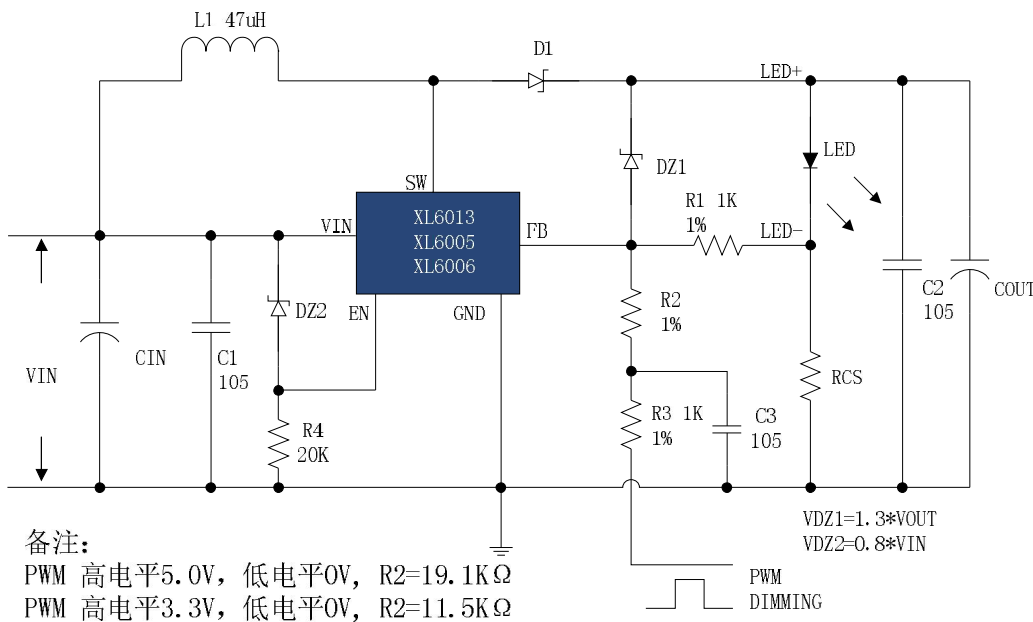 L1 47uH
D1
LED+
SW
DZ1
LED
R1 1K
1%
VIN
XL6013
XL6005
XL6006
FB
LED-
DZ2
EN
GND
R2
1%
C2
105
COUT
VIN
CIN
C1
105
RCS
R4
20K
R3 1K
1%
C3
105
VDZ1=1.3*VOUT
VDZ2=0.8*VIN
备注：
PWM 高电平5.0V，低电平0V, R2=19.1KΩ
PWM 高电平3.3V，低电平0V, R2=11.5KΩ
PWM
DIMMING